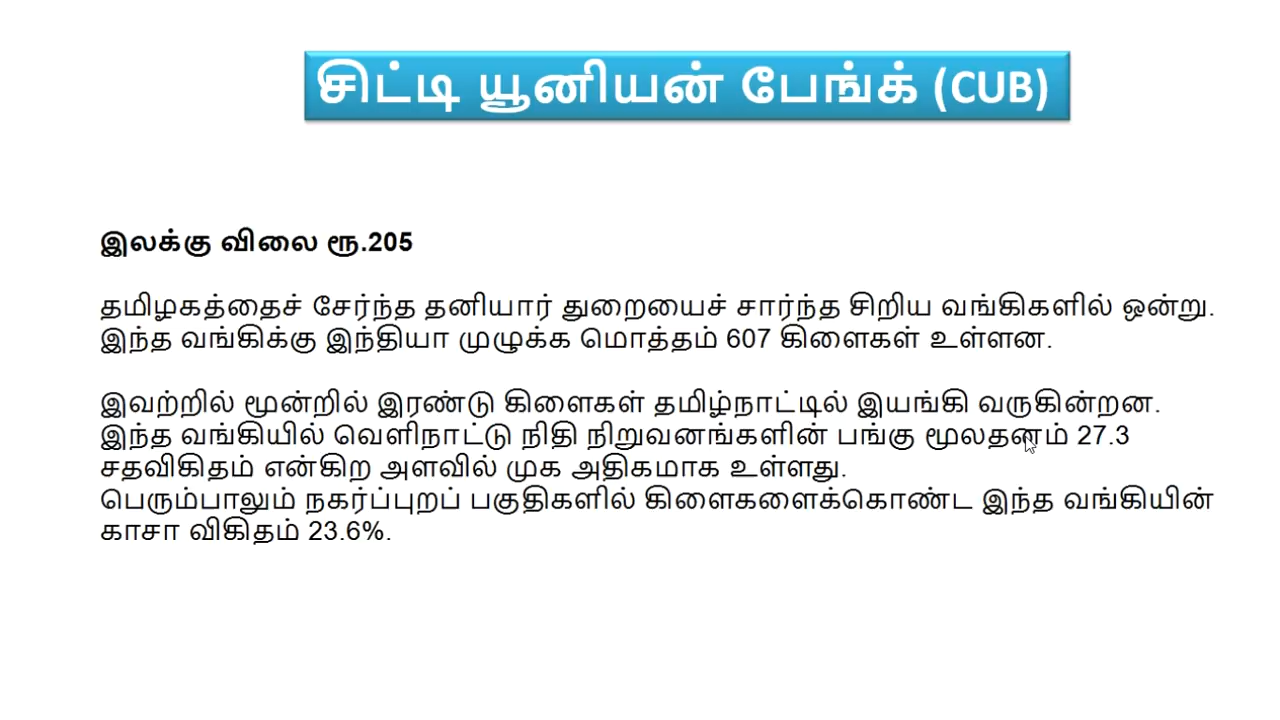 சிட்டி யூனியன் பேங்க் (CUB)
இலக்கு விலை ரூ.205
தமிழகத்தைச் சேர்ந்த தனியார் துறையைச் சார்ந்த சிறிய வங்கிகளில் ஒன்று.
இந்த வங்கிக்கு இந்தியா முழுக்க மொத்தம் 607 கிளைகள் உள்ளன.
இவற்றில் மூன்றில் இரண்டு கிளைகள் தமிழ்நாட்டில் இயங்கி வருகின்றன.
இந்த வங்கியில் வெளிநாட்டு நிதி நிறுவனங்களின் பங்கு மூலதனம் 27.3
சதவிகிதம் என்கிற அளவில் முக அதிகமாக உள்ளது.
பெரும்பாலும் நகர்ப்புறப் பகுதிகளில் கிளைகளைக்கொண்ட இந்த வங்கியின்
காசா விகிதம் 23.6%.